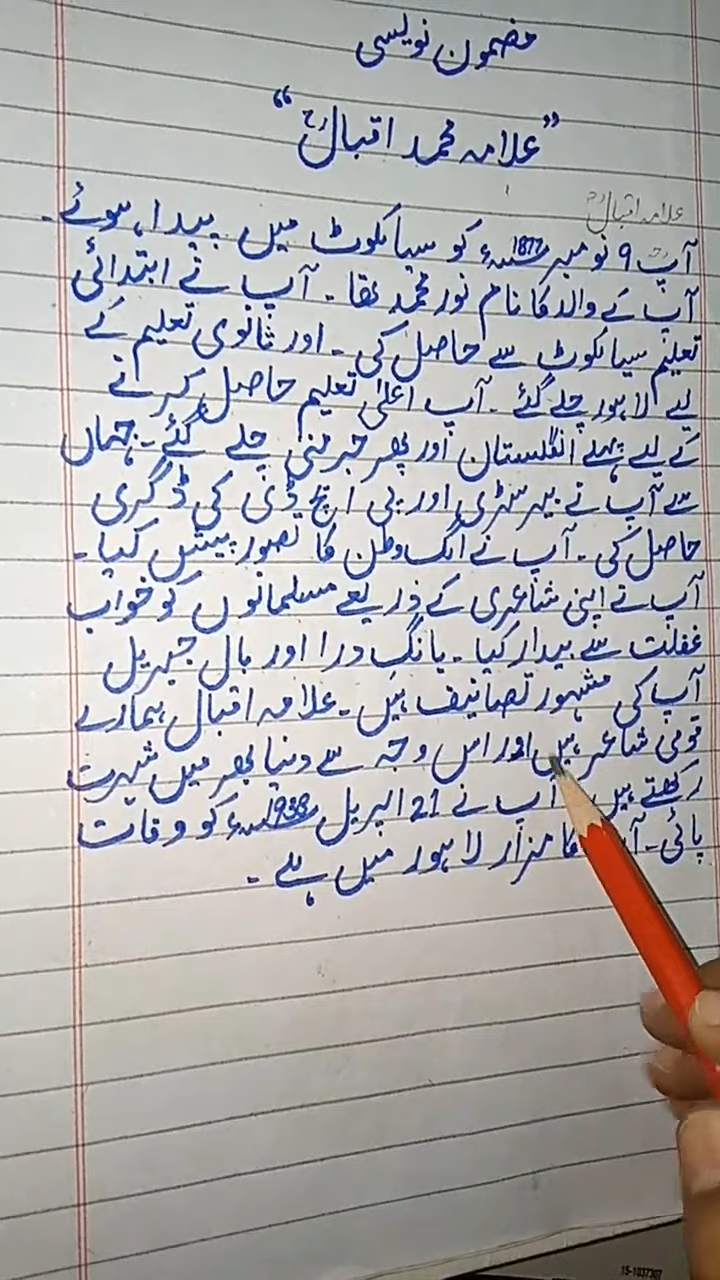 مضمون نویسی
”علامہ محمد اقبالؒ“
علامہ اقبالؒ
آپؒ 9 نومبر 1877ء کو سیالکوٹ میں پیدا ہوئے۔
آپ کے والد کا نام نور محمد تھا۔ آپ نے ابتدائی
تعلیم سیالکوٹ سے حاصل کی۔ اور ثانوی تعلیم کے
لیے لاہور چلے گئے۔ آپ اعلیٰ تعلیم حاصل کرنے
کے لیے پہلے انگلستان اور پھر جرمنی چلے گئے۔ جہاں
سے آپ نے بیرسٹری اور پی ایچ ڈی کی ڈگری
حاصل کی۔ آپ نے الگ وطن کا تصور پیش کیا۔
آپ نے اپنی شاعری کے ذریعے مسلمانوں کو خواب
غفلت سے بیدار کیا۔ بانگ درا اور بال جبریل
آپ کی مشہور تصانیف ہیں۔ علامہ اقبال ہمارے
قومی شاعر ہیں اور اس وجہ سے دنیا بھر میں شہرت
رکھتے ہیں آپ نے 21 اپریل 1938ء کو وفات
پائی۔ کا مزار لاہور میں ہے۔
15-1037307